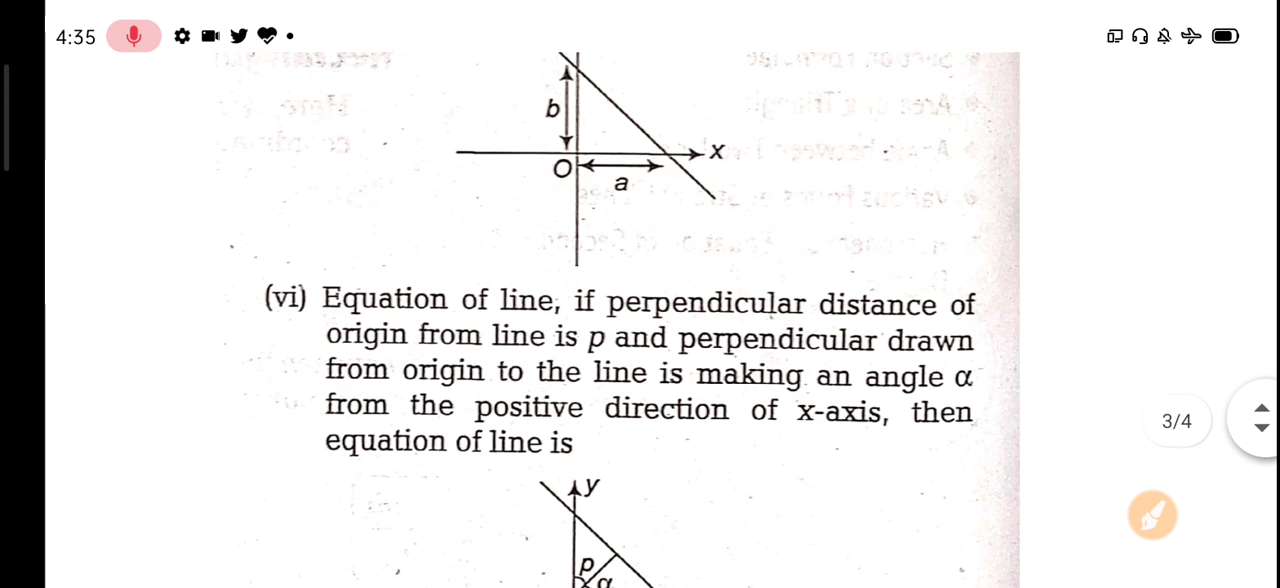 4:35
b
X
O
a
(vi) Equation of line, if perpendicular distance of
origin from line is p and perpendicular drawn
from origin to the line is making an angle α
from the positive direction of x-axis, then
equation of line is
3/4
y
p
α